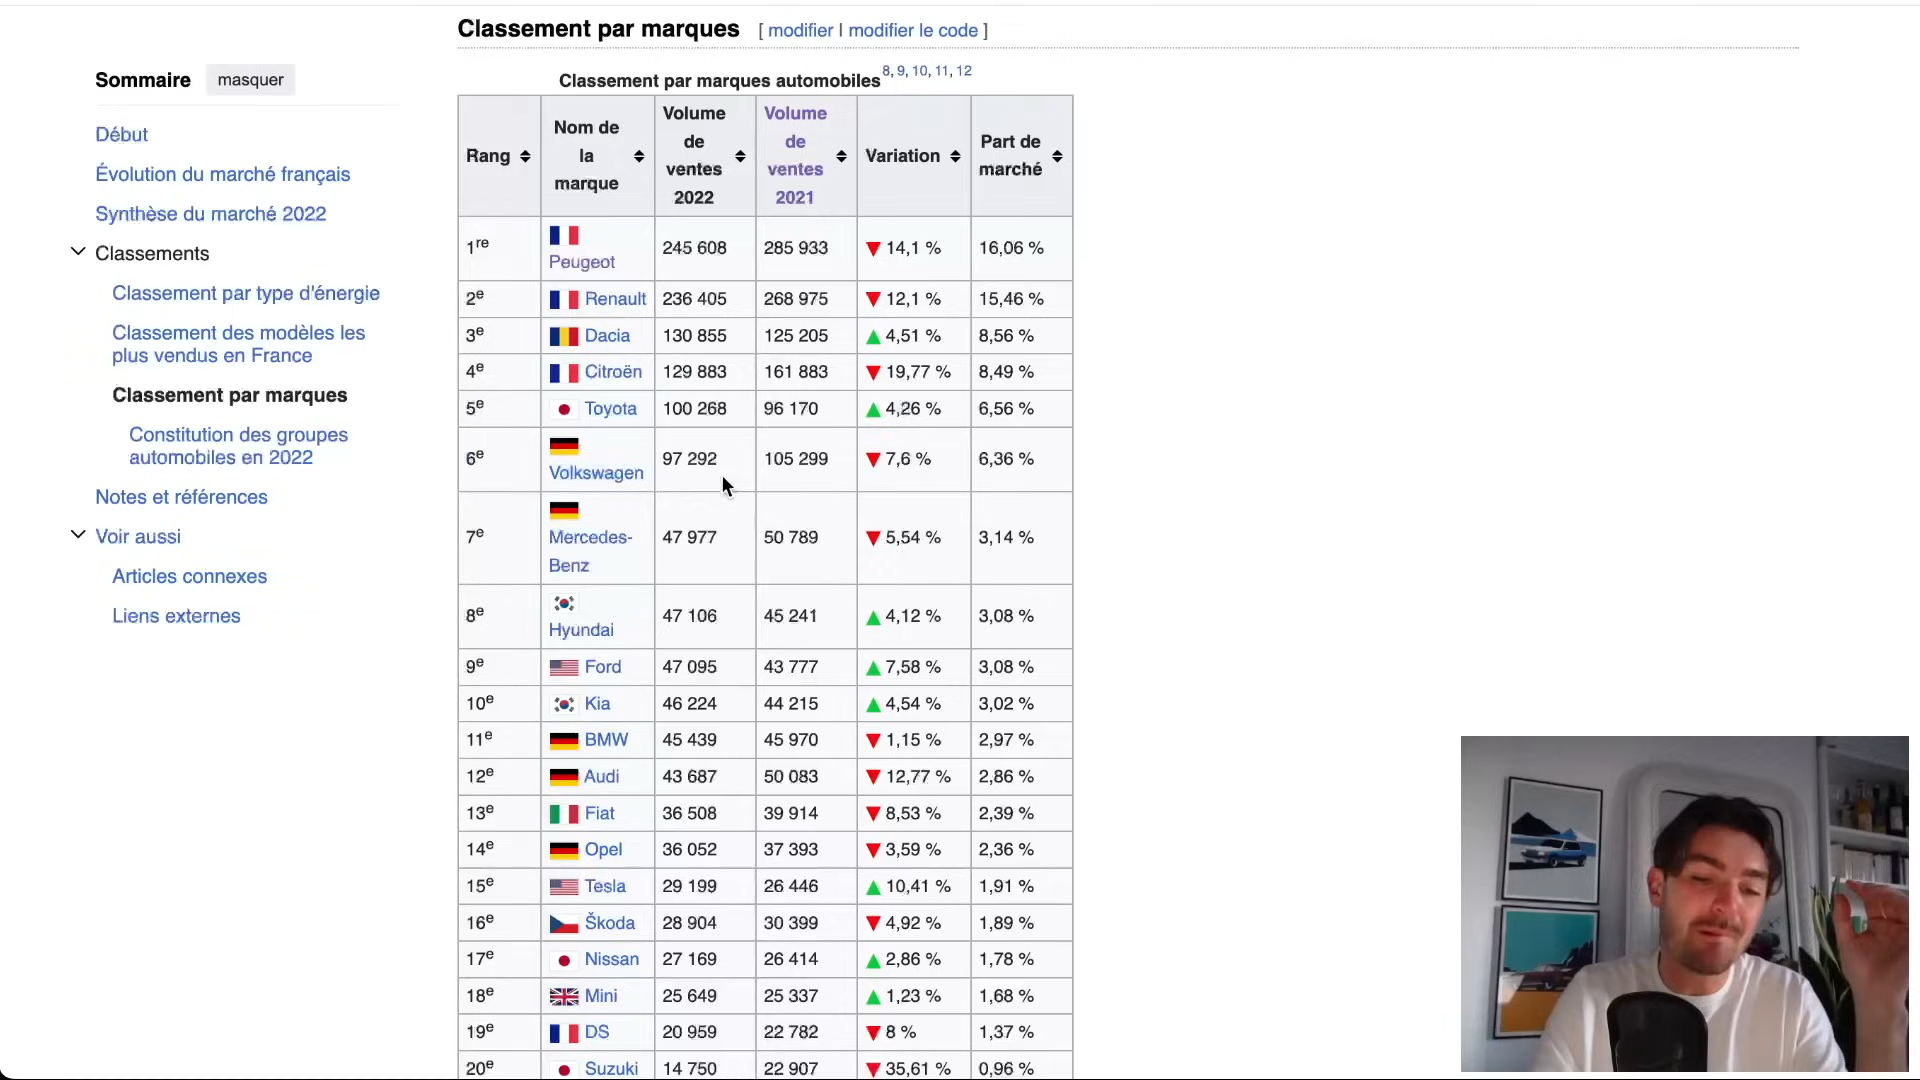 Classement par marques [ modifier | modifier le code ]
Sommaire masquer
Début
Évolution du marché français
Synthèse du marché 2022
Classements
Classement par type d'énergie
Classement des modèles les
plus vendus en France
Classement par marques
Constitution des groupes
automobiles en 2022
Notes et références
Voir aussi
Articles connexes
Liens externes
Classement par marques automobiles 8, 9, 10, 11, 12
Rang
Nom de
la
marque
Volume
de
ventes
2022
Volume
de
ventes
2021
Variation
Part de
marché
1re Peugeot 245 608 285 933 14,1 % 16,06 %
2e Renault 236 405 268 975 12,1 % 15,46 %
3e Dacia 130 855 125 205 4,51 % 8,56 %
4e Citroën 129 883 161 883 19,77 % 8,49 %
5e Toyota 100 268 96 170 4,26 % 6,56 %
6e Volkswagen 97 292 105 299 7,6 % 6,36 %
7e Mercedes-
Benz 47 977 50 789 5,54 % 3,14 %
8e Hyundai 47 106 45 241 4,12 % 3,08 %
9e Ford 47 095 43 777 7,58 % 3,08 %
10e Kia 46 224 44 215 4,54 % 3,02 %
11e BMW 45 439 45 970 1,15 % 2,97 %
12e Audi 43 687 50 083 12,77 % 2,86 %
13e Fiat 36 508 39 914 8,53 % 2,39 %
14e Opel 36 052 37 393 3,59 % 2,36 %
15e Tesla 29 199 26 446 10,41 % 1,91 %
16e Škoda 28 904 30 399 4,92 % 1,89 %
17e Nissan 27 169 26 414 2,86 % 1,78 %
18e Mini 25 649 25 337 1,23 % 1,68 %
19e DS 20 959 22 782 8 % 1,37 %
20e Suzuki 14 750 22 907 35,61 % 0,96 %